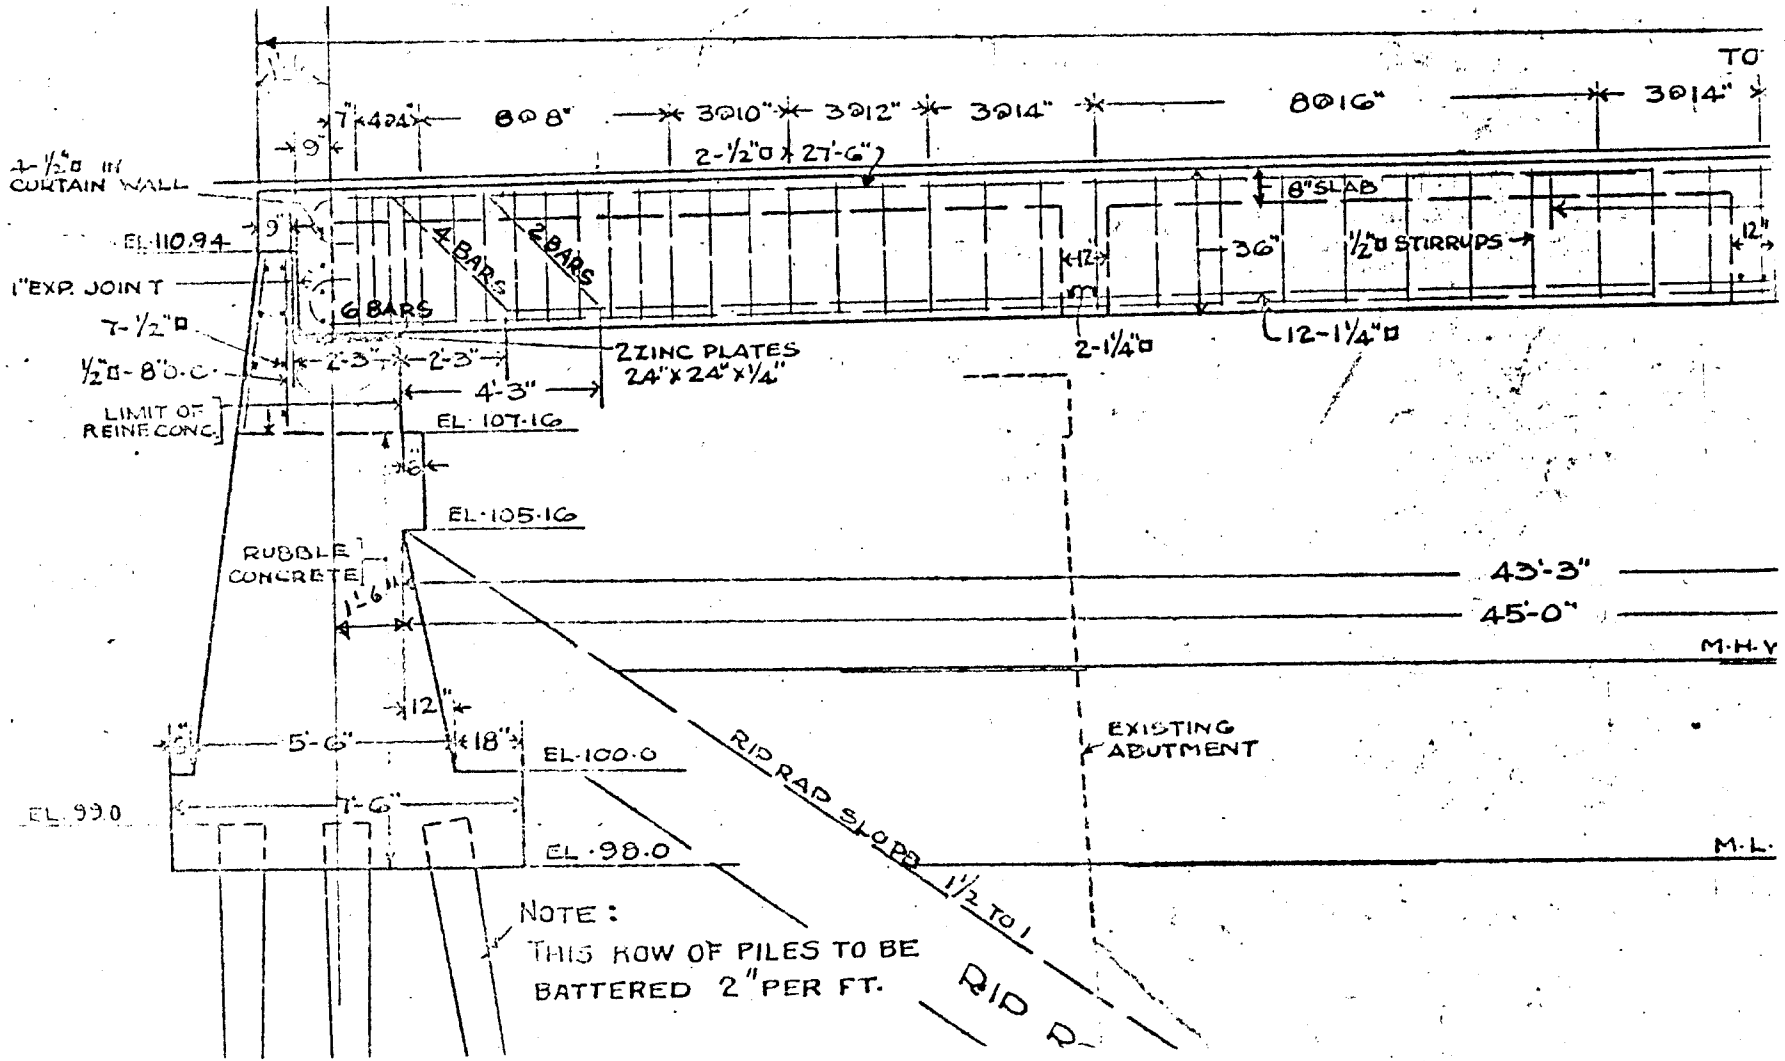 TO
7" 4@4" 8@8" 3@10" 3@12" 3@14" 8@16" 3@14"
9"
2-½"□ x 27'-6"
½"□ IN
CURTAIN WALL
8" SLAB
9"
EL·110.94
4 BARS
2 BARS
12"
36"
½"□ STIRRUPS
12"
1" EXP. JOINT
6 BARS
7-½"□
2'-3" 2'-3"
2 ZINC PLATES
24" x 24" x ¼"
2-1¼"□
12-1¼"□
½"□-8"O.C.
4'-3"
LIMIT OF
REINF CONC.
EL·107·16
6"
EL·105·16
RUBBLE
CONCRETE
43'-3"
1'-6"
45'-0"
M·H·W
12"
EXISTING
ABUTMENT
6" 5'-6" 18"
EL·100·0
RIP RAP SLOPE 1½ TO 1
7'-6"
EL. 99.0
EL·98·0
M·L·
NOTE:
THIS ROW OF PILES TO BE
BATTERED 2" PER FT.
RIP R